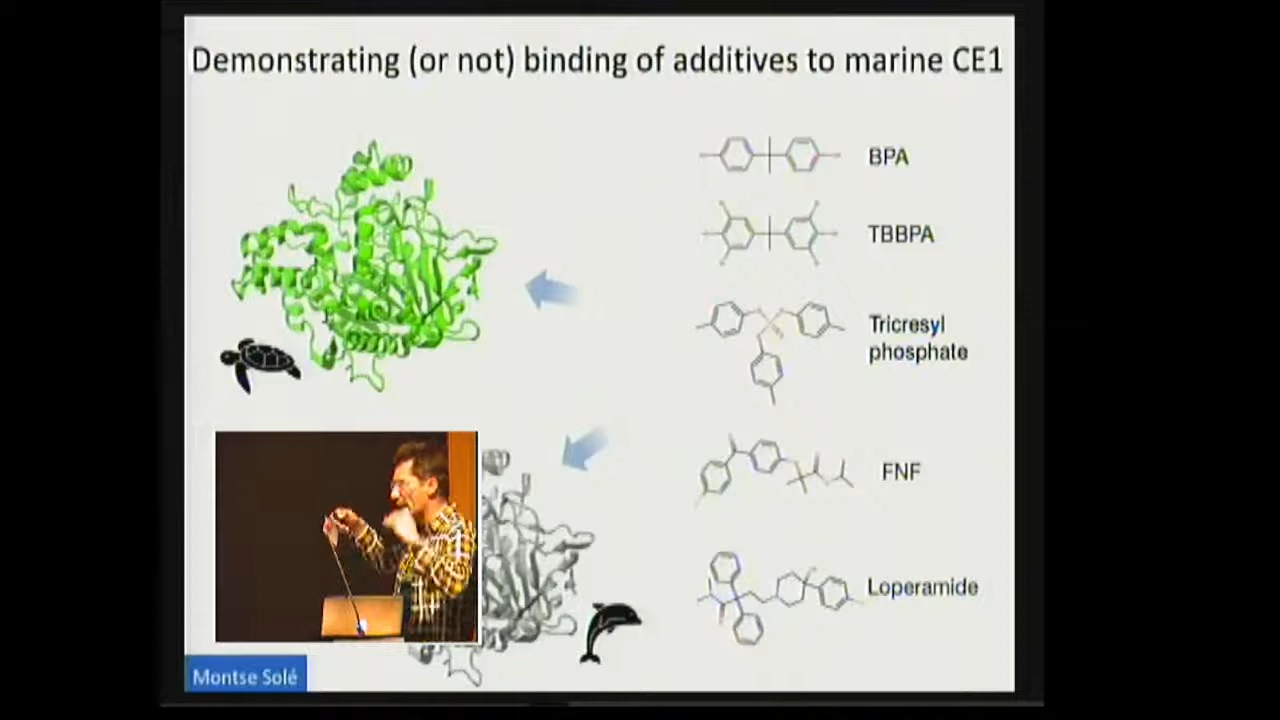 Demonstrating (or not) binding of additives to marine CE1
BPA
TBBPA
Tricresyl
phosphate
FNF
Loperamide
Montse Solé